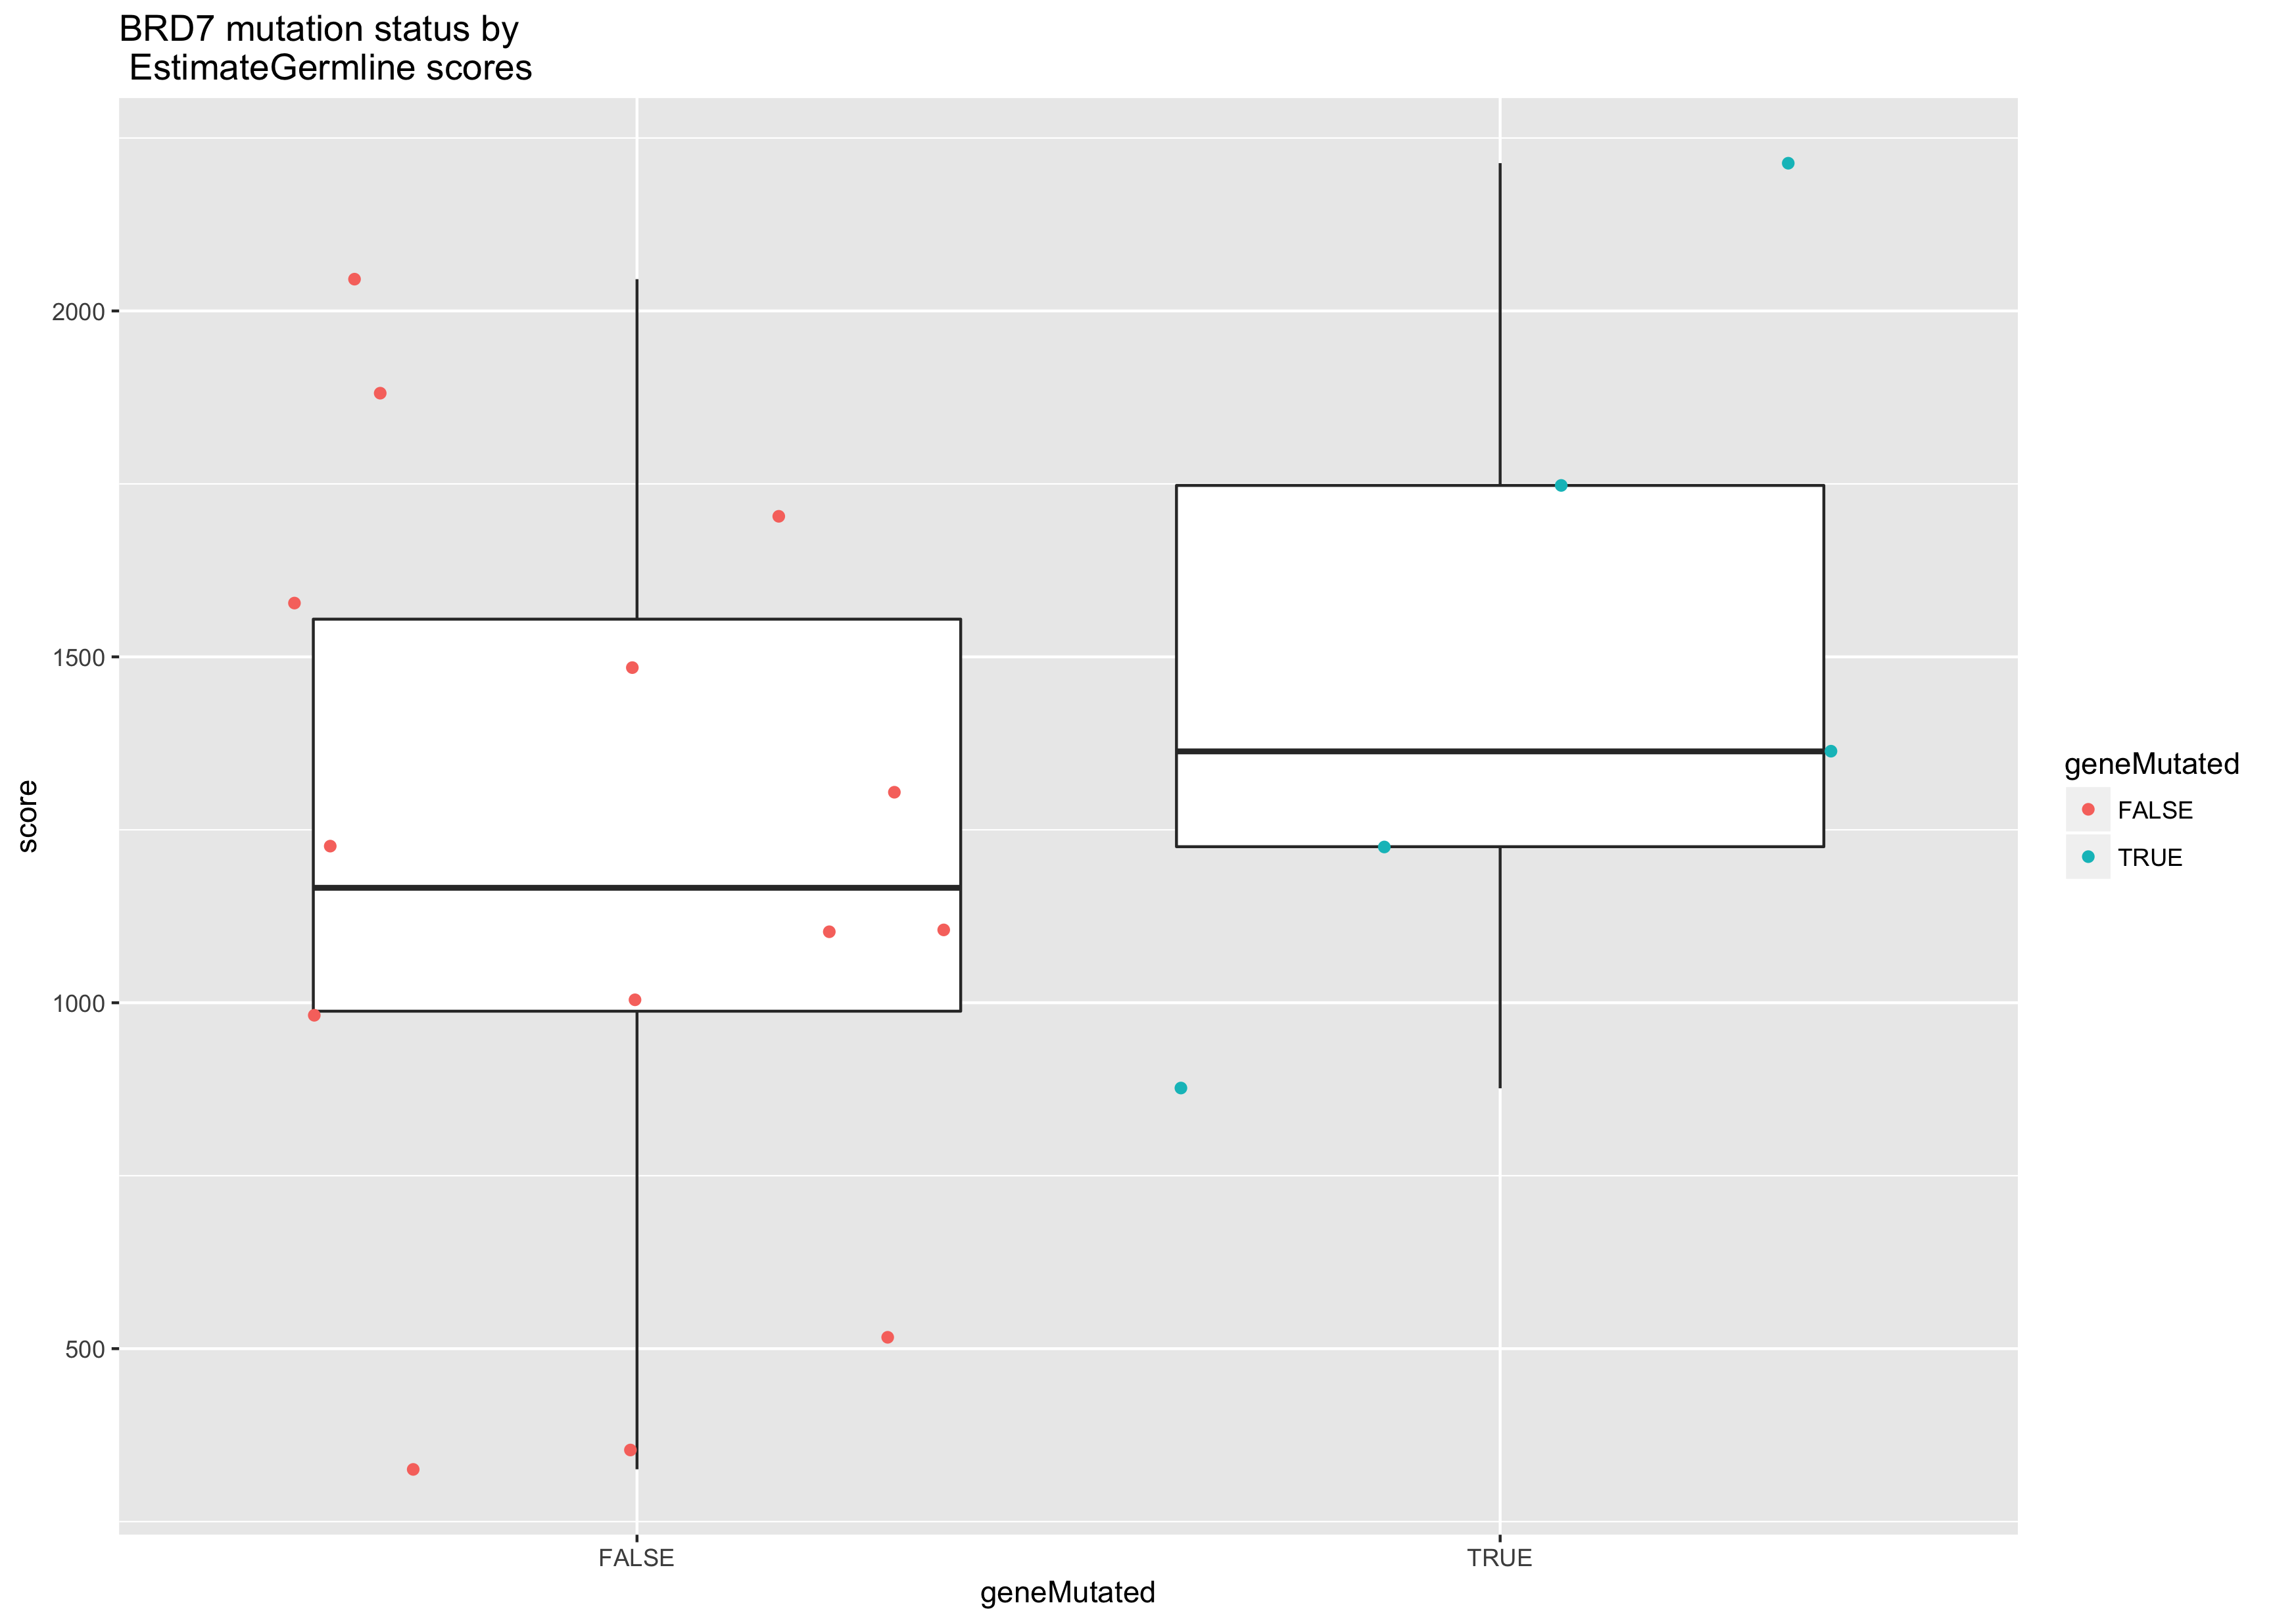 BRD7 mutation status by
EstimateGermline scores
score
2000
1500
1000
500
FALSE
TRUE
geneMutated
geneMutated
FALSE
TRUE